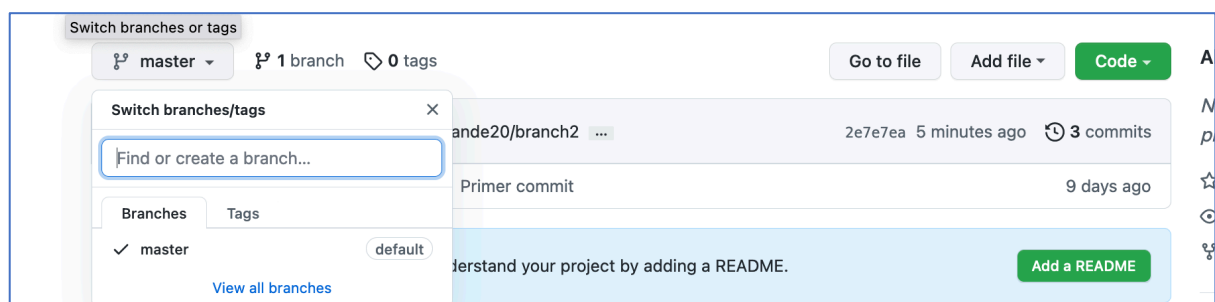 Switch branches or tags
master 1 branch 0 tags Go to file Add file Code
Switch branches/tags
Find or create a branch...
ande20/branch2 ... 2e7e7ea 5 minutes ago 3 commits
Primer commit 9 days ago
Branches Tags
master default
derstand your project by adding a README. Add a README
View all branches